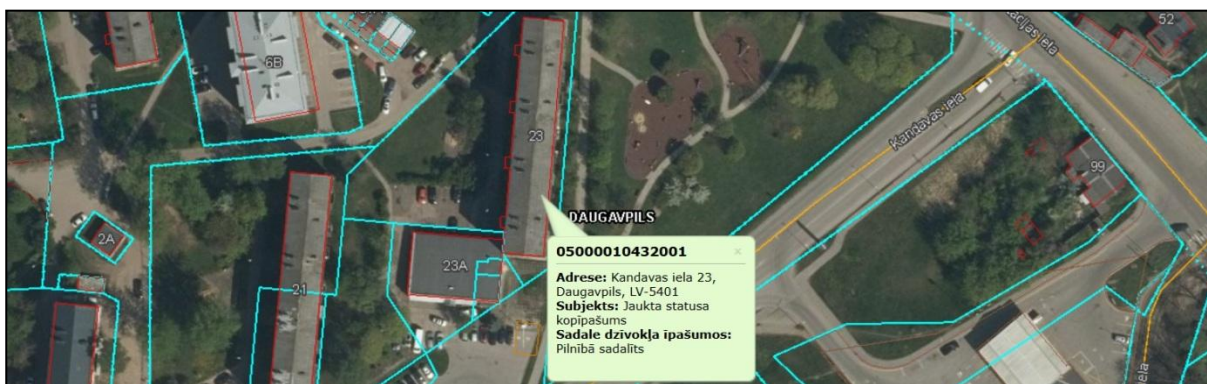 52
6B
23
Kandavas iela
99
DAUGAVPILS
2A
23A
21
05000010432001
Adrese: Kandavas iela 23,
Daugavpils, LV-5401
Subjekts: Jaukta statusa
kopīpašums
Sadale dzīvokļa īpašumos:
Pilnībā sadalīts